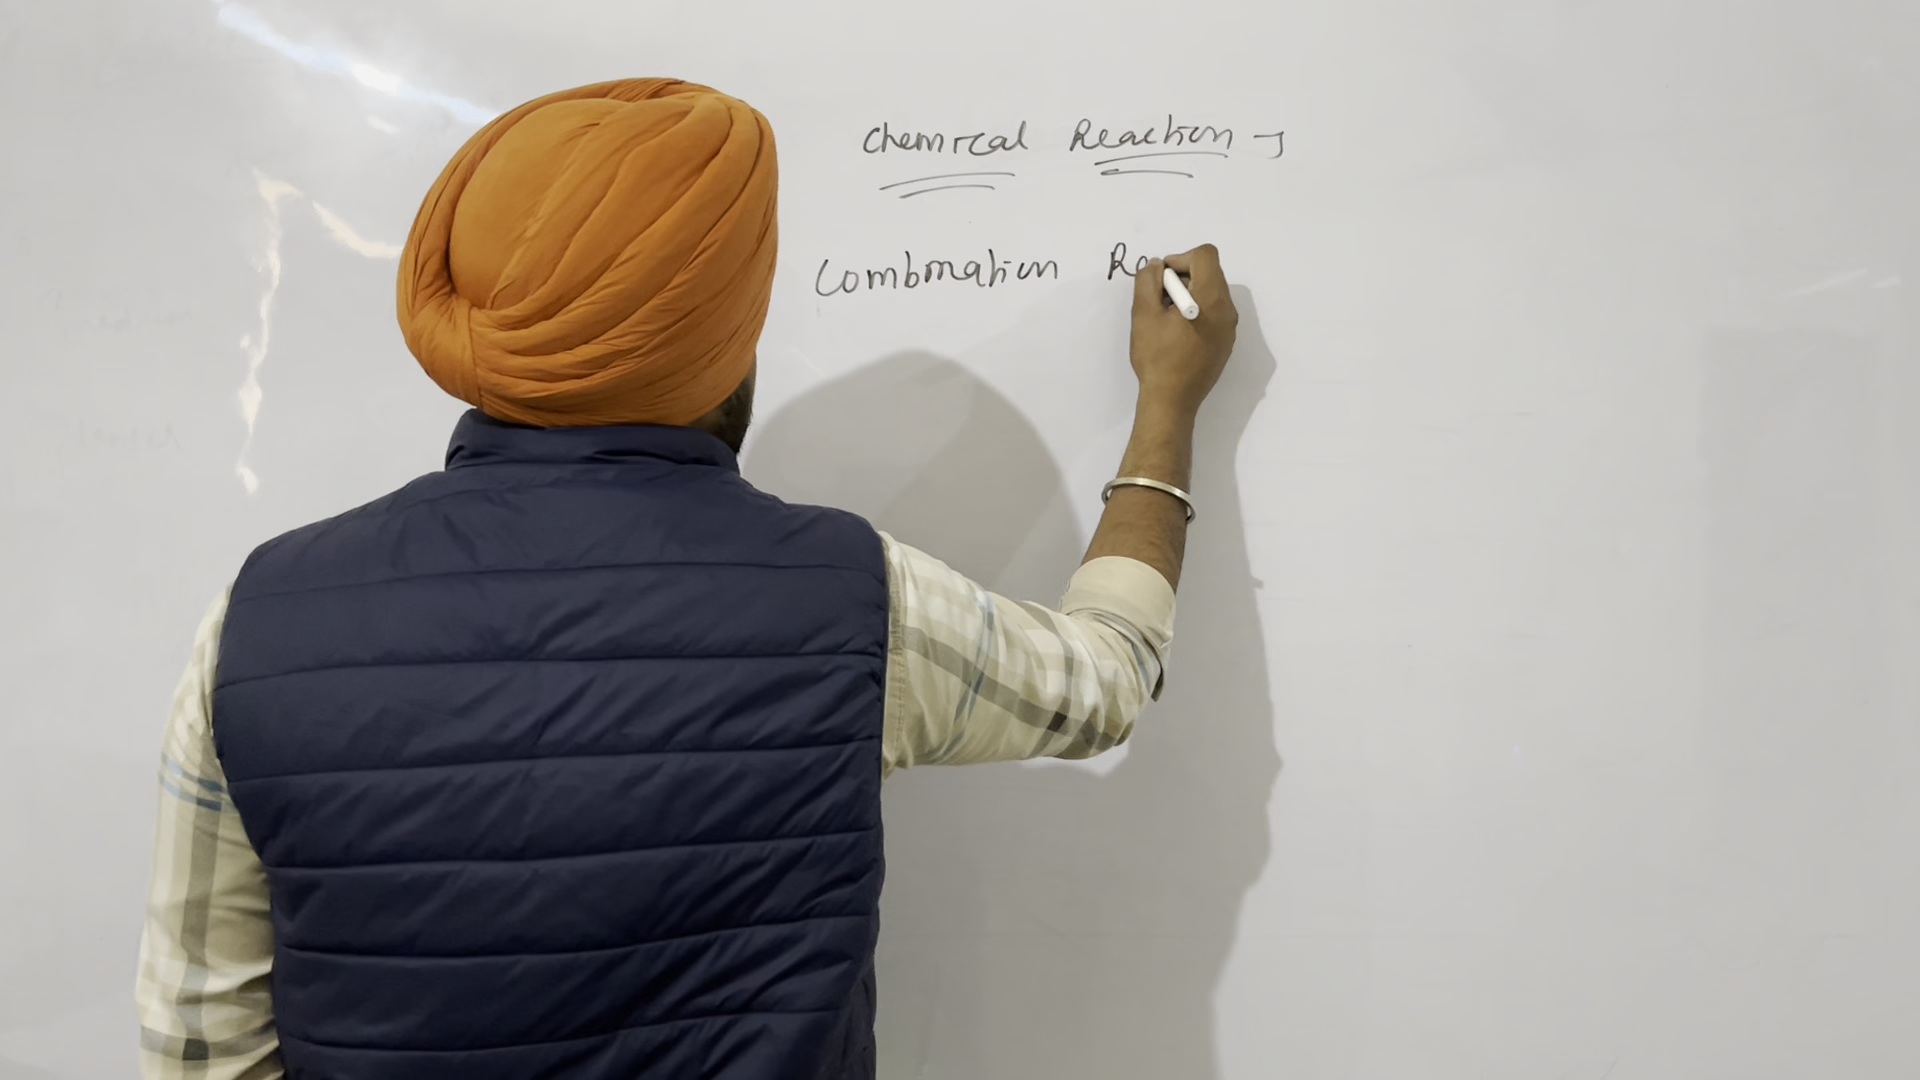 Chemical Reaction →
Combination Re